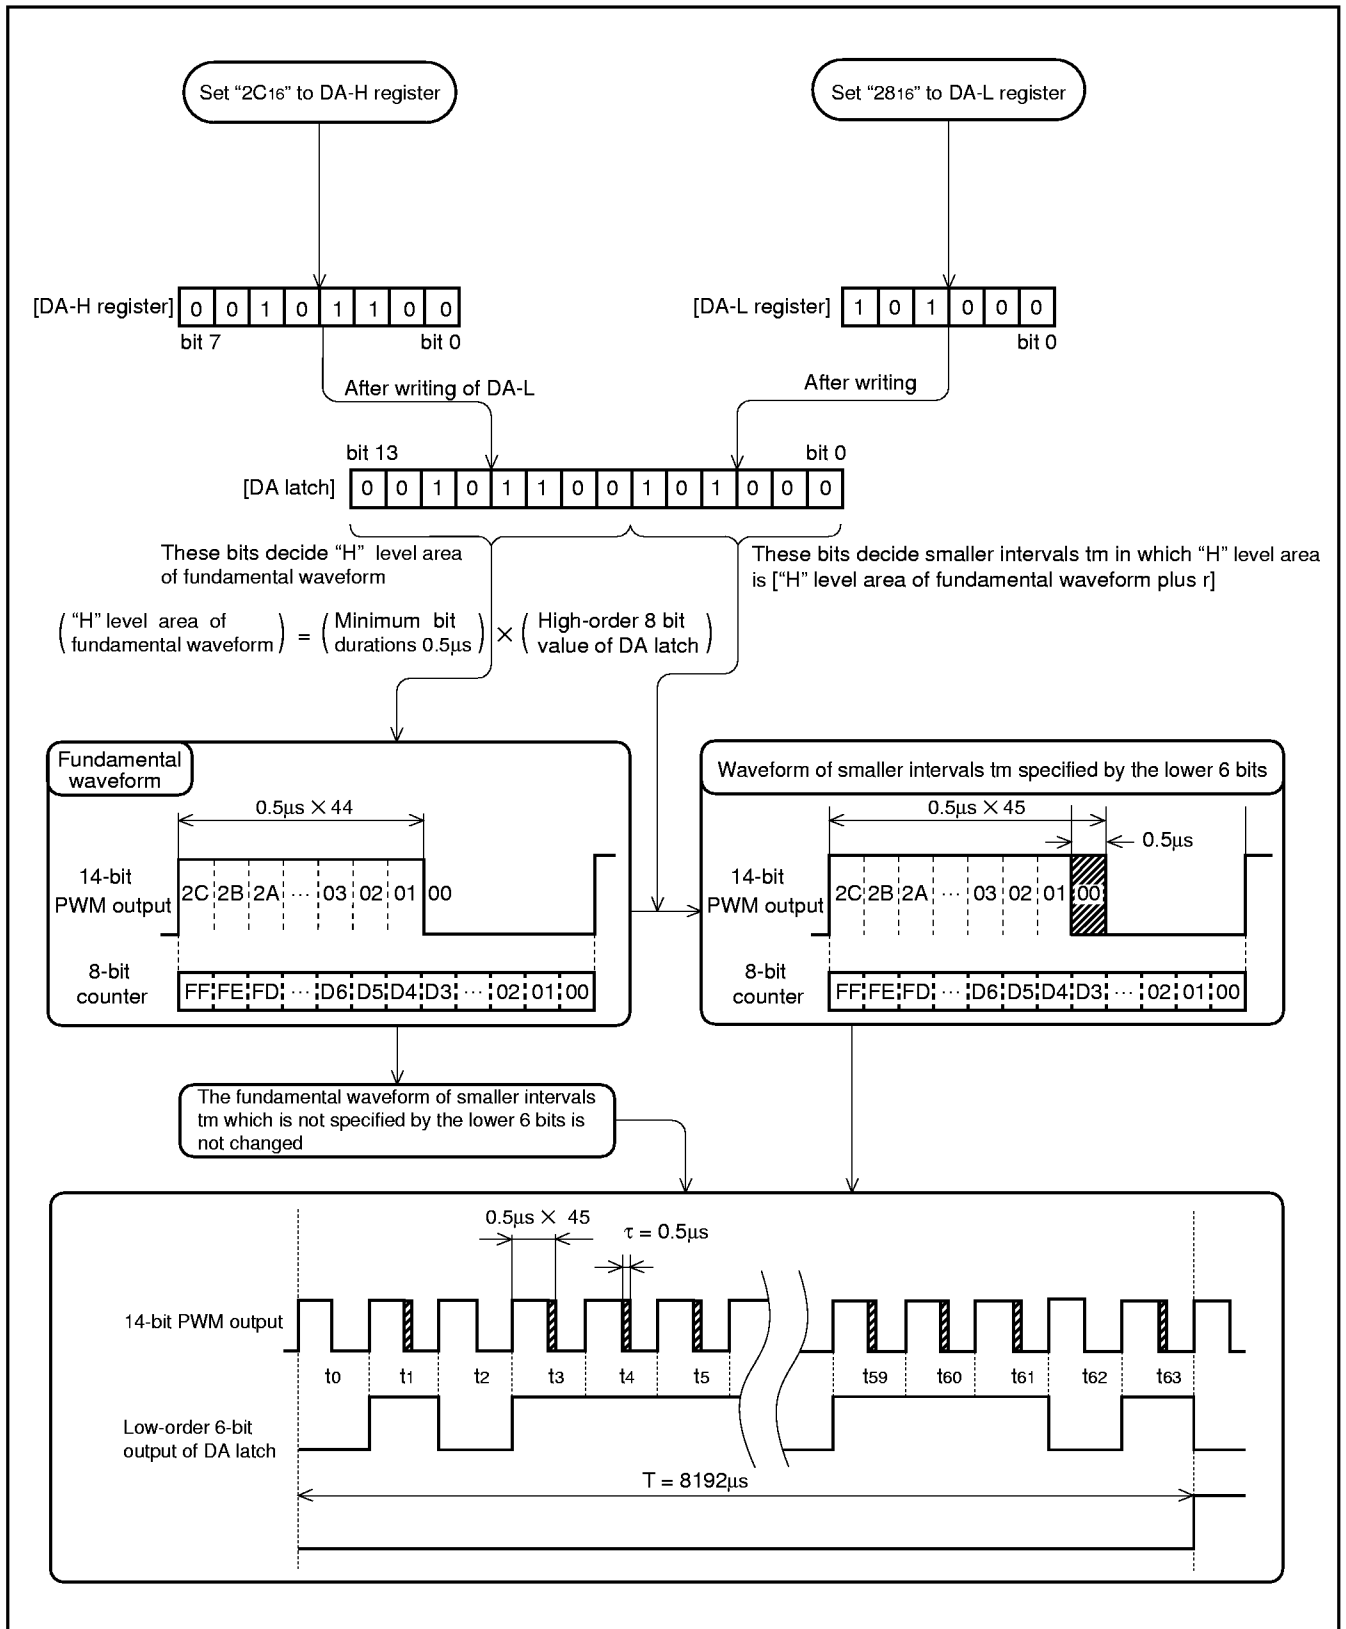 Set “2C16” to DA-H register
Set “2816” to DA-L register
[DA-H register] 0 0 1 0 1 1 0 0
bit 7 bit 0
[DA-L register] 1 0 1 0 0 0
bit 0
After writing of DA-L
After writing
bit 13 bit 0
[DA latch] 0 0 1 0 1 1 0 0 1 0 1 0 0 0
These bits decide “H” level area
of fundamental waveform
These bits decide smaller intervals tm in which “H” level area
is [“H” level area of fundamental waveform plus r]
(“H” level area of fundamental waveform) = (Minimum bit durations 0.5μs) × (High-order 8 bit value of DA latch)
Fundamental
waveform
0.5μs × 44
14-bit
PWM output
2C 2B 2A ··· 03 02 01 00
8-bit
counter
FF FE FD ··· D6 D5 D4 D3 ··· 02 01 00
Waveform of smaller intervals tm specified by the lower 6 bits
0.5μs × 45
0.5μs
14-bit
PWM output
2C 2B 2A ··· 03 02 01 00
8-bit
counter
FF FE FD ··· D6 D5 D4 D3 ··· 02 01 00
The fundamental waveform of smaller intervals
tm which is not specified by the lower 6 bits is
not changed
0.5μs × 45
τ = 0.5μs
14-bit PWM output
t0 t1 t2 t3 t4 t5 t59 t60 t61 t62 t63
Low-order 6-bit
output of DA latch
T = 8192μs